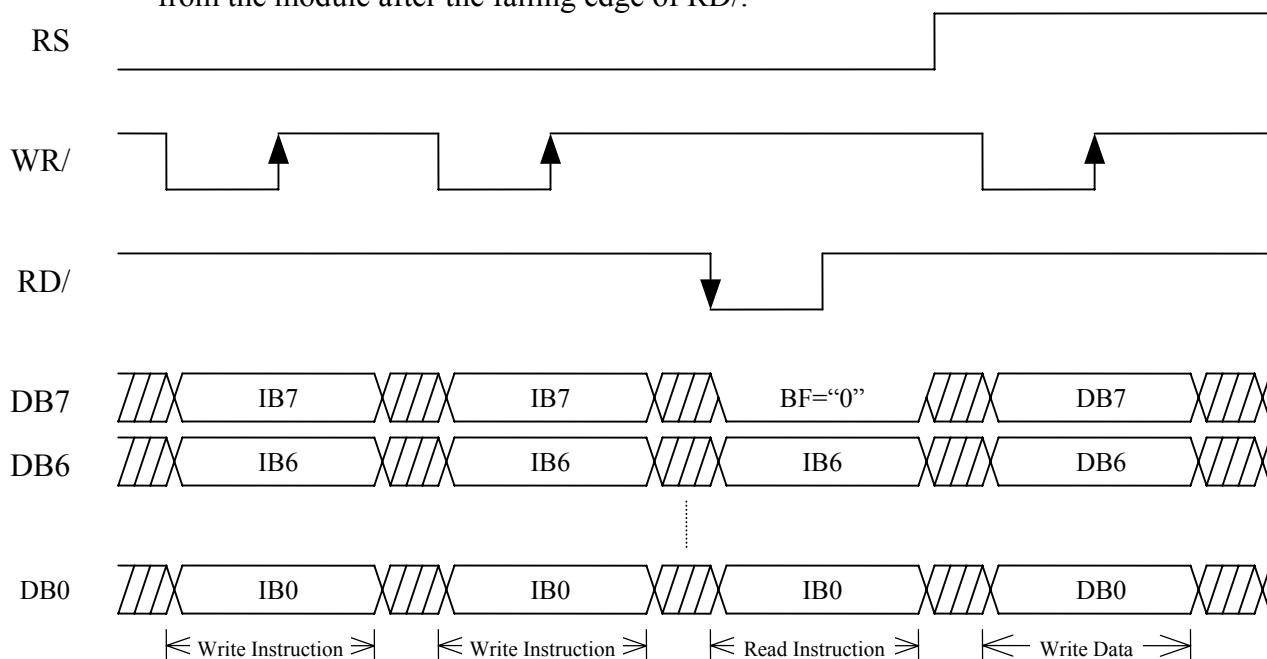 from the module after the falling edge of RD/.
RS
WR/
RD/
DB7 IB7 IB7 BF=“0” DB7
DB6 IB6 IB6 IB6 DB6
DB0 IB0 IB0 IB0 DB0
Write Instruction Write Instruction Read Instruction Write Data